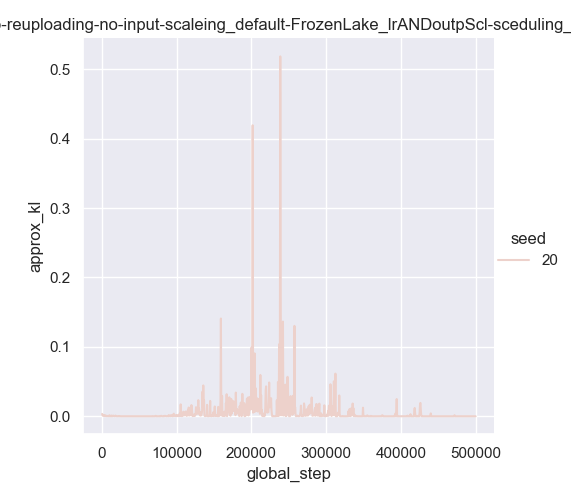 -reuploading-no-input-scaleing_default-FrozenLake_lrANDoutpScl-sceduling_
0.5
0.4
0.3
0.2
0.1
0.0
approx_kl
0 100000 200000 300000 400000 500000
global_step
seed
20